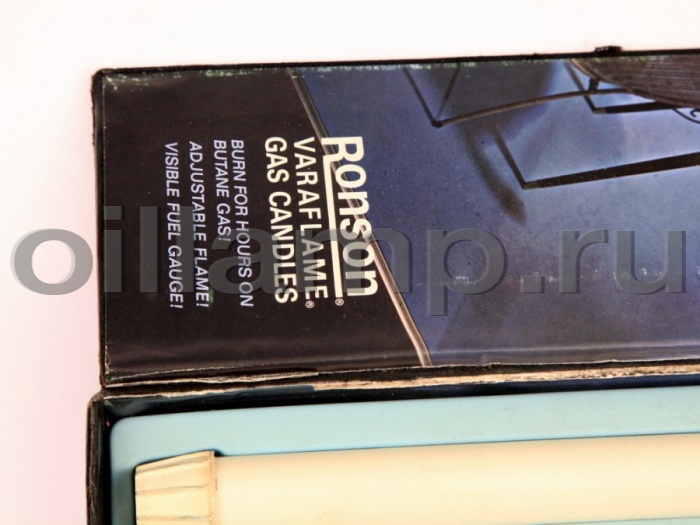 Ronson®
VARAFLAME®
GAS CANDLES
BURN FOR HOURS ON
BUTANE GAS!
ADJUSTABLE FLAME!
VISIBLE FUEL GAUGE!
oillamp.ru